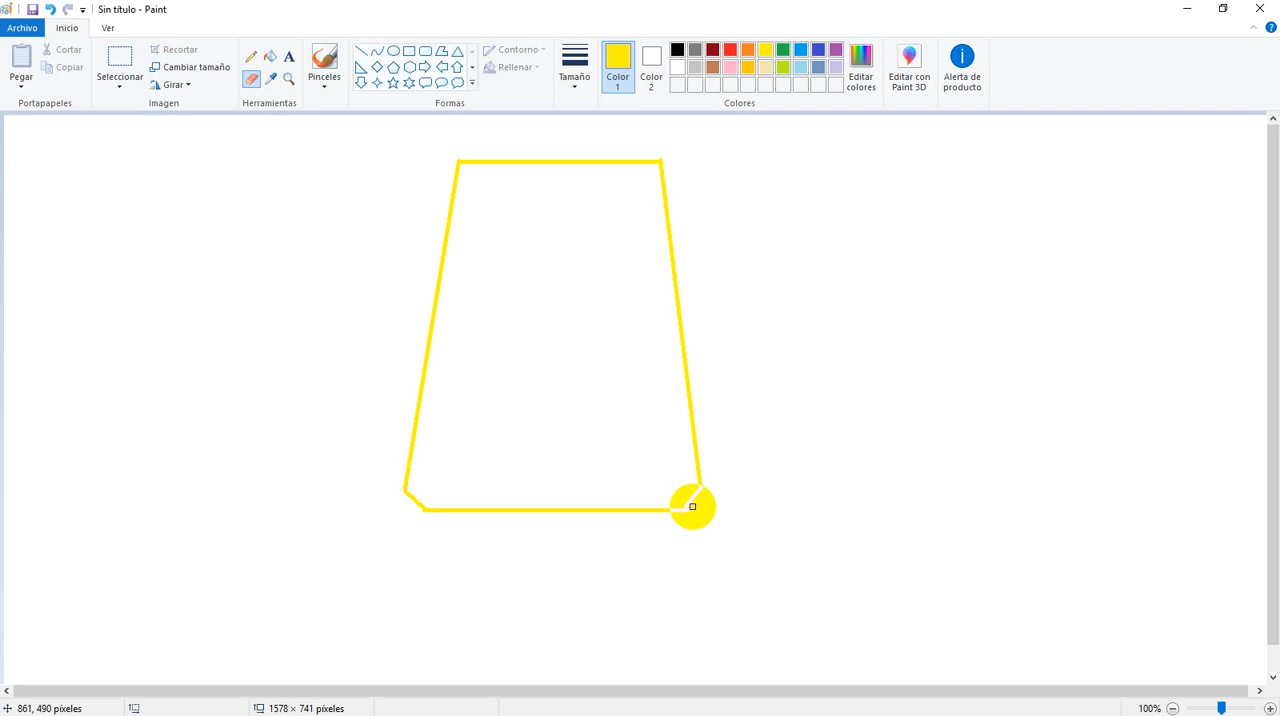 Sin título - Paint
Archivo Inicio Ver
Pegar
Cortar
Copiar
Portapapeles
Seleccionar
Recortar
Cambiar tamaño
Girar
Imagen
A
Herramientas
Pinceles
Contorno
Rellenar
Formas
Tamaño
Color 1
Color 2
Editar colores
Colores
Editar con Paint 3D
Alerta de producto
861, 490 píxeles
1578 × 741 píxeles
100%